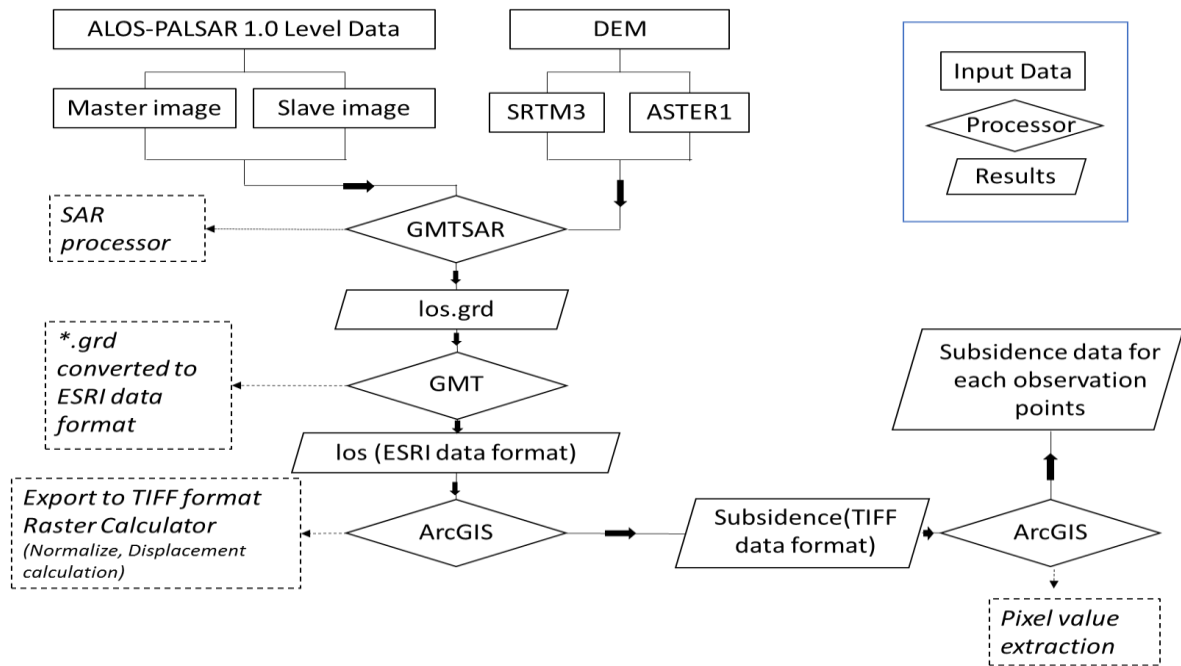 ALOS-PALSAR 1.0 Level Data
DEM
Master image
Slave image
SRTM3
ASTER1
Input Data
Processor
Results
SAR
processor
GMTSAR
los.grd
*.grd
converted to
ESRI data
format
GMT
los (ESRI data format)
Export to TIFF format
Raster Calculator
(Normalize, Displacement
calculation)
ArcGIS
Subsidence(TIFF
data format)
Subsidence data for
each observation
points
ArcGIS
Pixel value
extraction